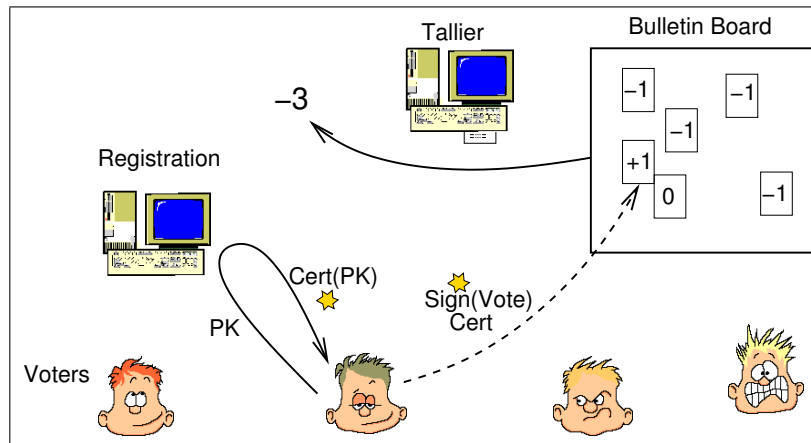 Tallier
Bulletin Board
−1
−1
−1
−3
+1
0
−1
Registration
Cert(PK)
PK
Sign(Vote)
Cert
Voters